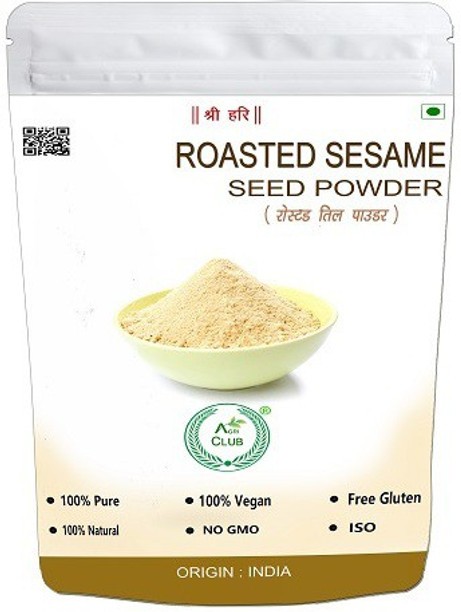 || श्री हरि ||
ROASTED SESAME
SEED POWDER
( रोस्टड तिल पाउडर )
AGRI
CLUB
®
100% Pure
100% Vegan
Free Gluten
100% Natural
NO GMO
ISO
ORIGIN : INDIA